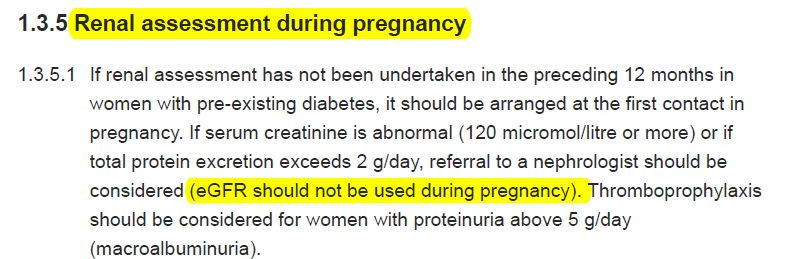 1.3.5 Renal assessment during pregnancy
1.3.5.1 If renal assessment has not been undertaken in the preceding 12 months in
women with pre-existing diabetes, it should be arranged at the first contact in
pregnancy. If serum creatinine is abnormal (120 micromol/litre or more) or if
total protein excretion exceeds 2 g/day, referral to a nephrologist should be
considered (eGFR should not be used during pregnancy). Thromboprophylaxis
should be considered for women with proteinuria above 5 g/day
(macroalbuminuria).